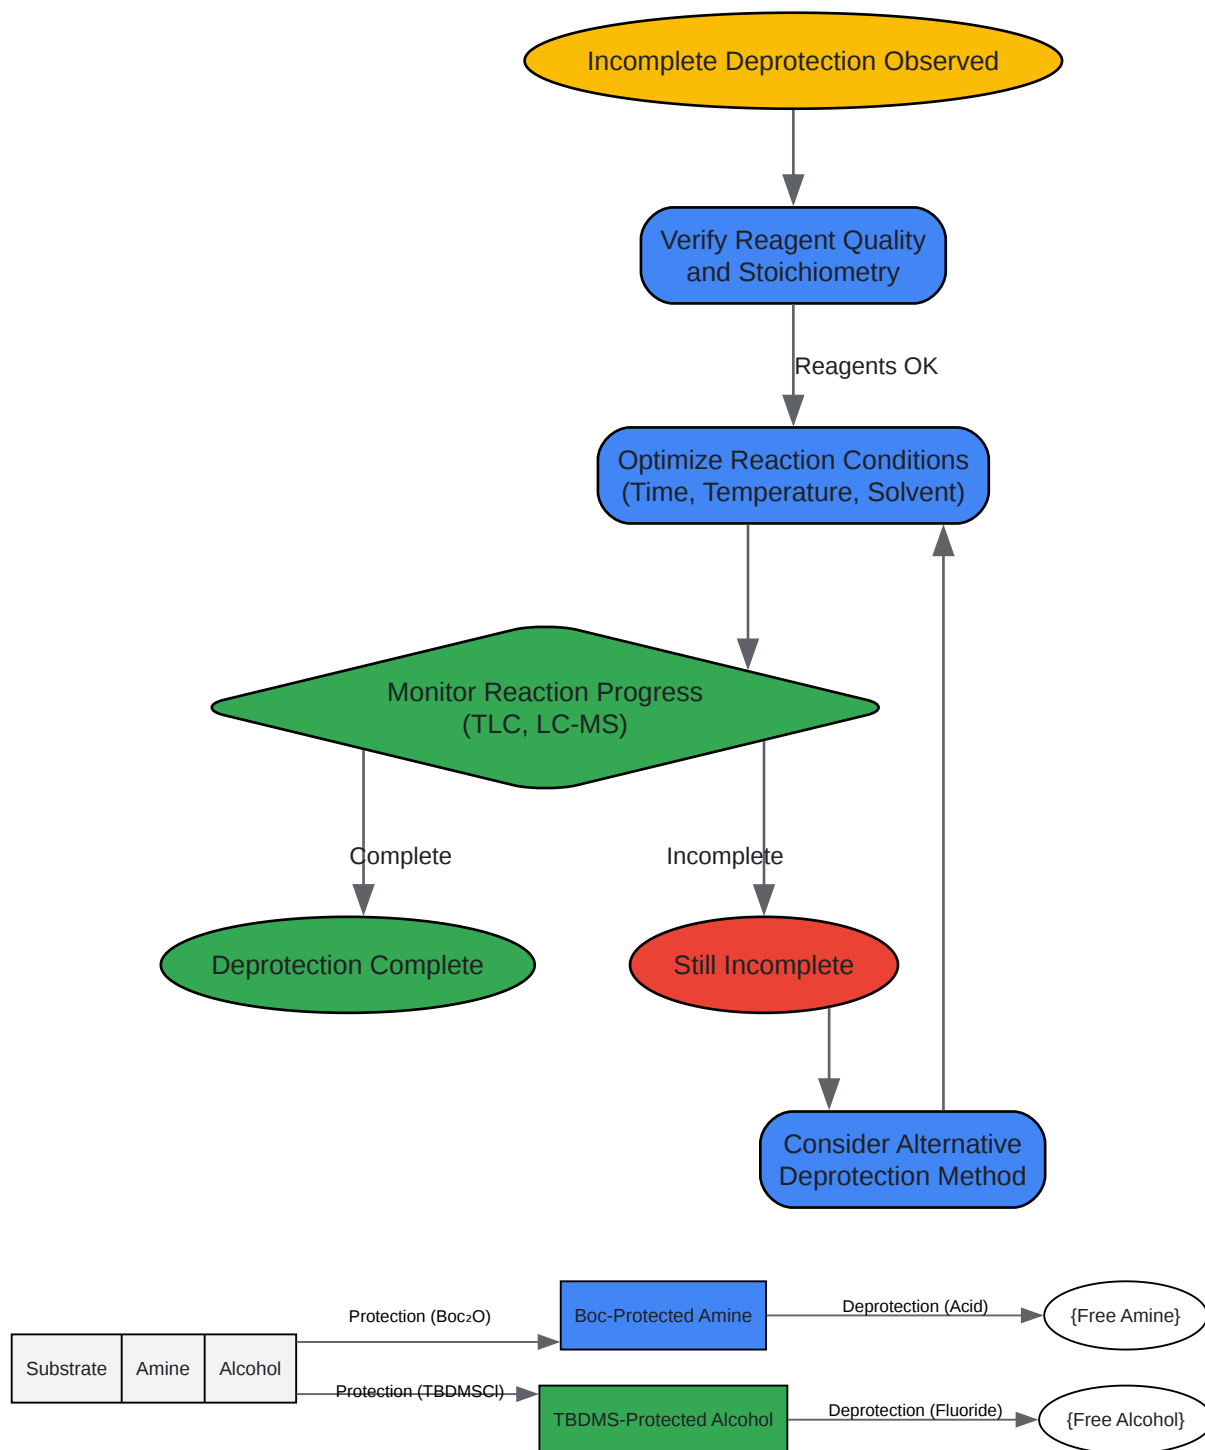 Incomplete Deprotection Observed
Verify Reagent Quality
and Stoichiometry
Reagents OK
Optimize Reaction Conditions
(Time, Temperature, Solvent)
Monitor Reaction Progress
(TLC, LC-MS)
Complete
Incomplete
Deprotection Complete
Still Incomplete
Consider Alternative
Deprotection Method
Protection (Boc₂O)
Boc-Protected Amine
Deprotection (Acid)
{Free Amine}
Substrate
Amine
Alcohol
Protection (TBDMSCl)
TBDMS-Protected Alcohol
Deprotection (Fluoride)
{Free Alcohol}